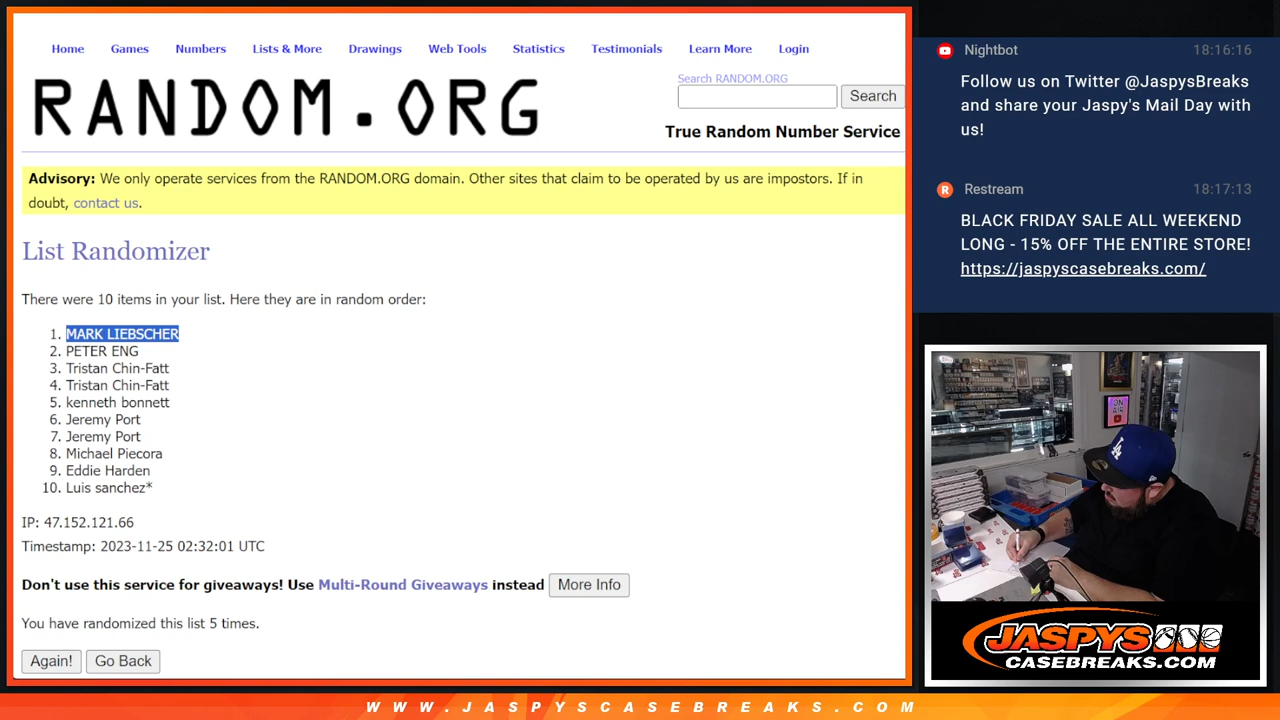 Home Games Numbers Lists & More Drawings Web Tools Statistics Testimonials Learn More Login
RANDOM.ORG
Search RANDOM.ORG
Search
True Random Number Service
Advisory: We only operate services from the RANDOM.ORG domain. Other sites that claim to be operated by us are impostors. If in
doubt, contact us.
List Randomizer
There were 10 items in your list. Here they are in random order:
1. MARK LIEBSCHER
2. PETER ENG
3. Tristan Chin-Fatt
4. Tristan Chin-Fatt
5. kenneth bonnett
6. Jeremy Port
7. Jeremy Port
8. Michael Piecora
9. Eddie Harden
10. Luis sanchez*
IP: 47.152.121.66
Timestamp: 2023-11-25 02:32:01 UTC
Don't use this service for giveaways! Use Multi-Round Giveaways instead More Info
You have randomized this list 5 times.
Again! Go Back
Nightbot 18:16:16
Follow us on Twitter @JaspysBreaks
and share your Jaspy's Mail Day with
us!
Restream 18:17:13
BLACK FRIDAY SALE ALL WEEKEND
LONG - 15% OFF THE ENTIRE STORE!
https://jaspyscasebreaks.com/
ON
AIR
LA
JASPYS
CASEBREAKS.COM
WWW.JASPYSCASEBREAKS.COM